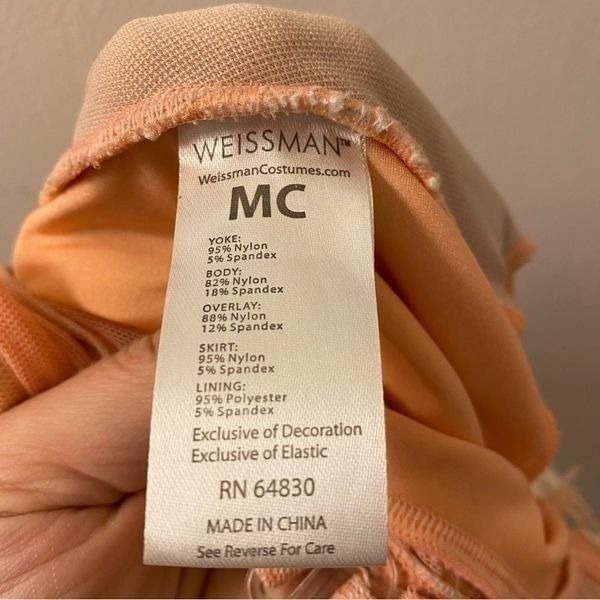 WEISSMAN™
WeissmanCostumes.com
MC
YOKE:
95% Nylon
5% Spandex
BODY:
82% Nylon
18% Spandex
OVERLAY:
88% Nylon
12% Spandex
SKIRT:
95% Nylon
5% Spandex
LINING:
95% Polyester
5% Spandex
Exclusive of Decoration
Exclusive of Elastic
RN 64830
MADE IN CHINA
See Reverse For Care